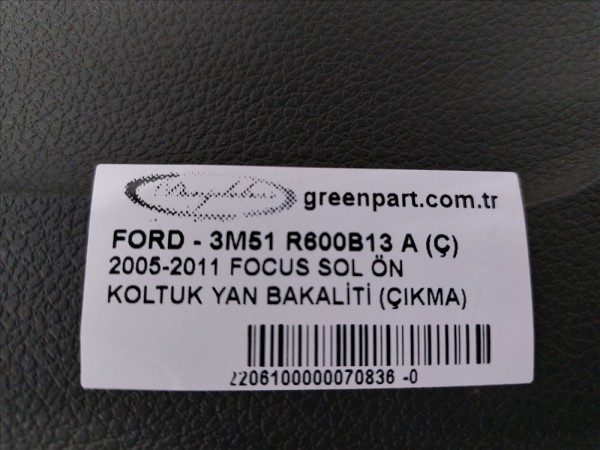 greenpart.com.tr
FORD - 3M51 R600B13 A (Ç)
2005-2011 FOCUS SOL ÖN
KOLTUK YAN BAKALİTİ (ÇIKMA)
2206100000070836 -0